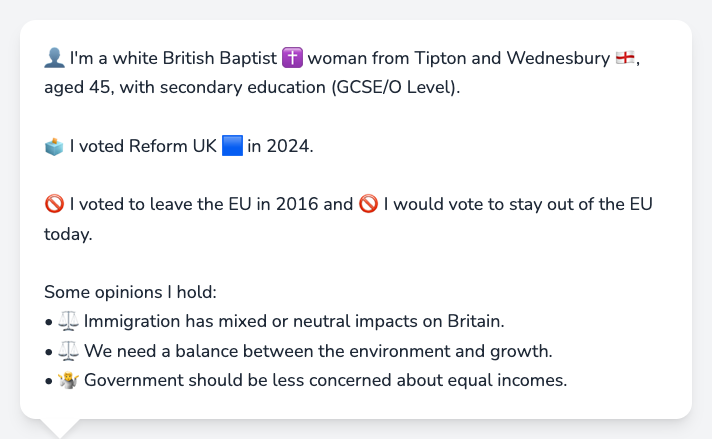 👤 I'm a white British Baptist ✝️ woman from Tipton and Wednesbury 🏴󠁧󠁢󠁥󠁮󠁧󠁿,
aged 45, with secondary education (GCSE/O Level).
🗳️ I voted Reform UK 🟦 in 2024.
🚫 I voted to leave the EU in 2016 and 🚫 I would vote to stay out of the EU
today.
Some opinions I hold:
• ⚖️ Immigration has mixed or neutral impacts on Britain.
• ⚖️ We need a balance between the environment and growth.
• 🤷 Government should be less concerned about equal incomes.